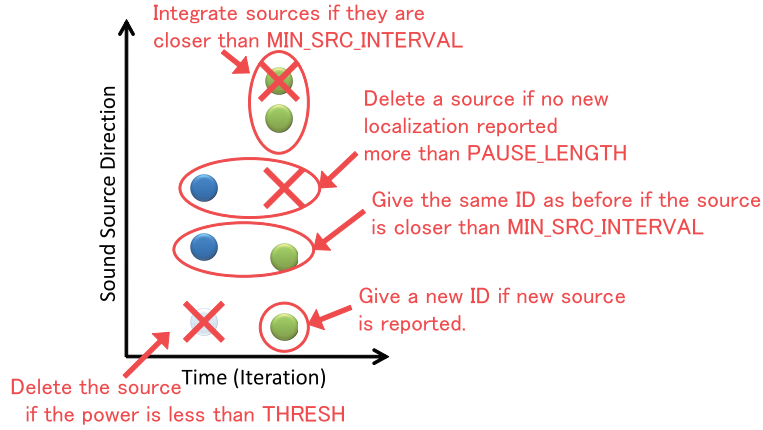 Integrate sources if they are
closer than MIN_SRC_INTERVAL
Delete a source if no new
localization reported
more than PAUSE_LENGTH
Give the same ID as before if the source
is closer than MIN_SRC_INTERVAL
Give a new ID if new source
is reported.
Sound Source Direction
Time (Iteration)
Delete the source
if the power is less than THRESH